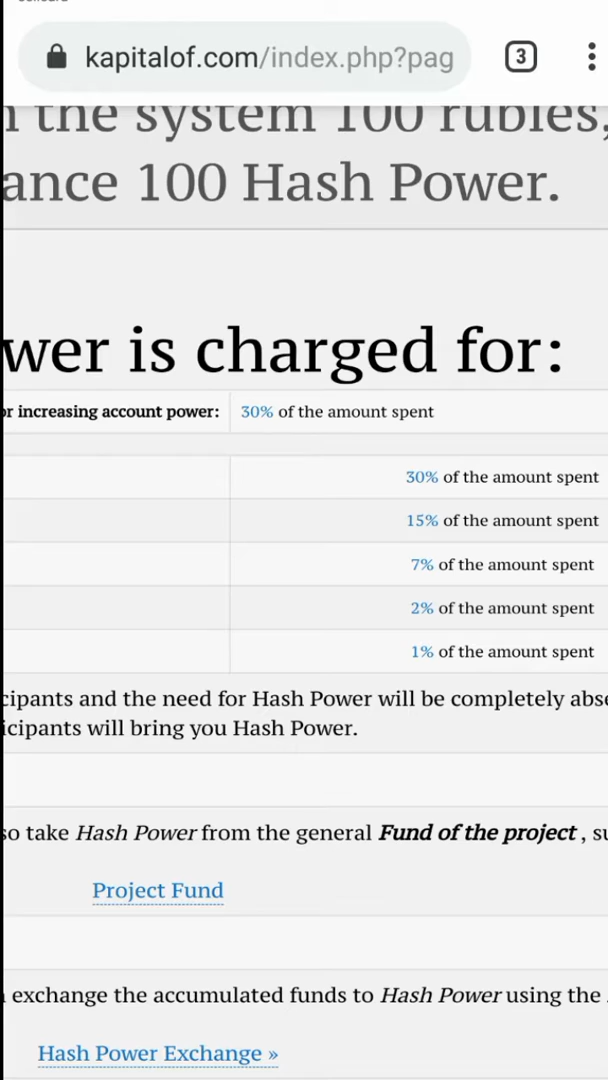 kapitalof.com/index.php?pag
3
the system 100 rubles,
ance 100 Hash Power.
wer is charged for:
or increasing account power: 30% of the amount spent
30% of the amount spent
15% of the amount spent
7% of the amount spent
2% of the amount spent
1% of the amount spent
cipants and the need for Hash Power will be completely abse
icipants will bring you Hash Power.
so take Hash Power from the general Fund of the project , su
Project Fund
exchange the accumulated funds to Hash Power using the
Hash Power Exchange »